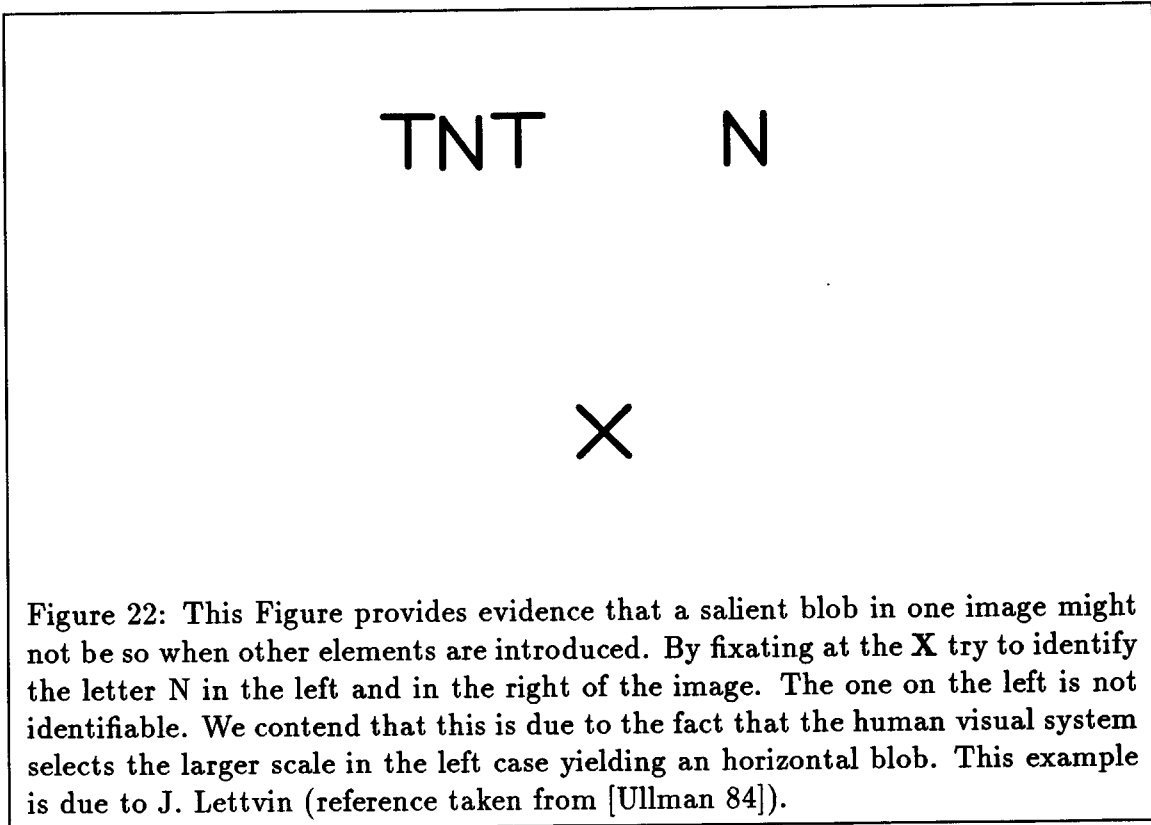 TNT N
X
Figure 22: This Figure provides evidence that a salient blob in one image might
not be so when other elements are introduced. By fixating at the X try to identify
the letter N in the left and in the right of the image. The one on the left is not
identifiable. We contend that this is due to the fact that the human visual system
selects the larger scale in the left case yielding an horizontal blob. This example
is due to J. Lettvin (reference taken from [Ullman 84]).